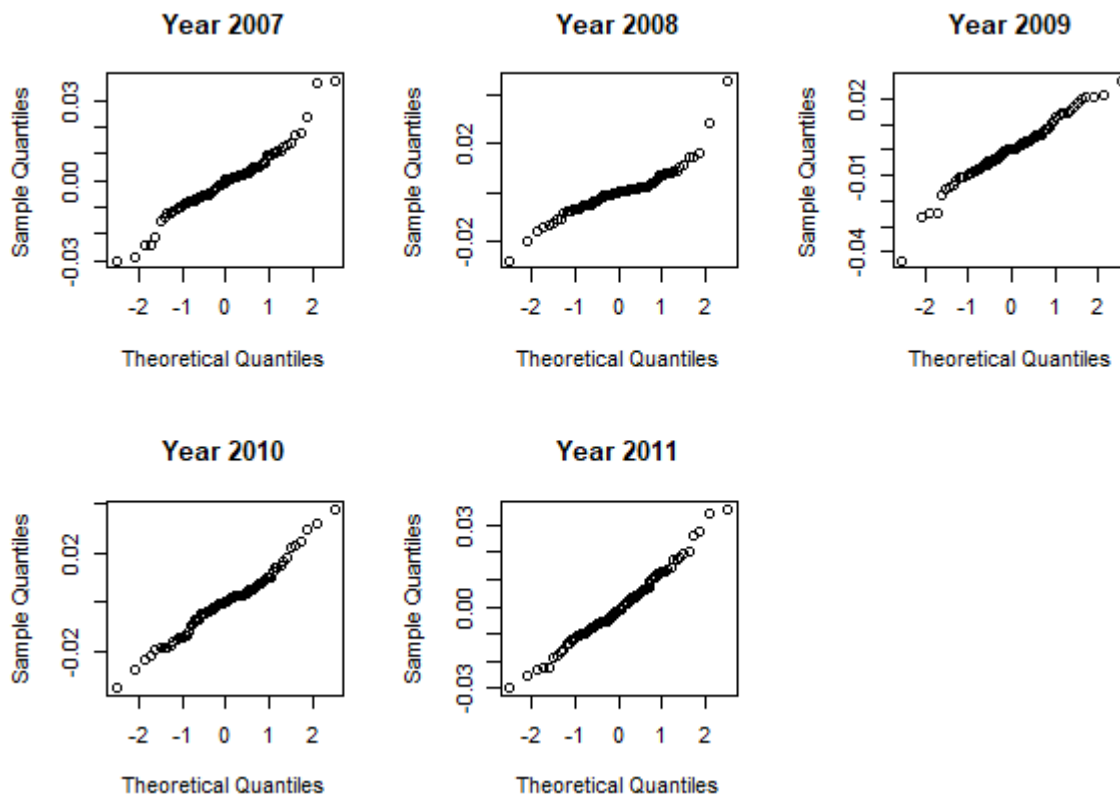 Year 2007 Year 2008 Year 2009
Sample Quantiles Sample Quantiles Sample Quantiles
0.03 0.00 -0.03
0.02 -0.02
0.02 -0.01 -0.04
-2 -1 0 1 2 -2 -1 0 1 2 -2 -1 0 1 2
Theoretical Quantiles Theoretical Quantiles Theoretical Quantiles
Year 2010 Year 2011
Sample Quantiles Sample Quantiles
0.02 -0.02
0.03 0.00 -0.03
-2 -1 0 1 2 -2 -1 0 1 2
Theoretical Quantiles Theoretical Quantiles